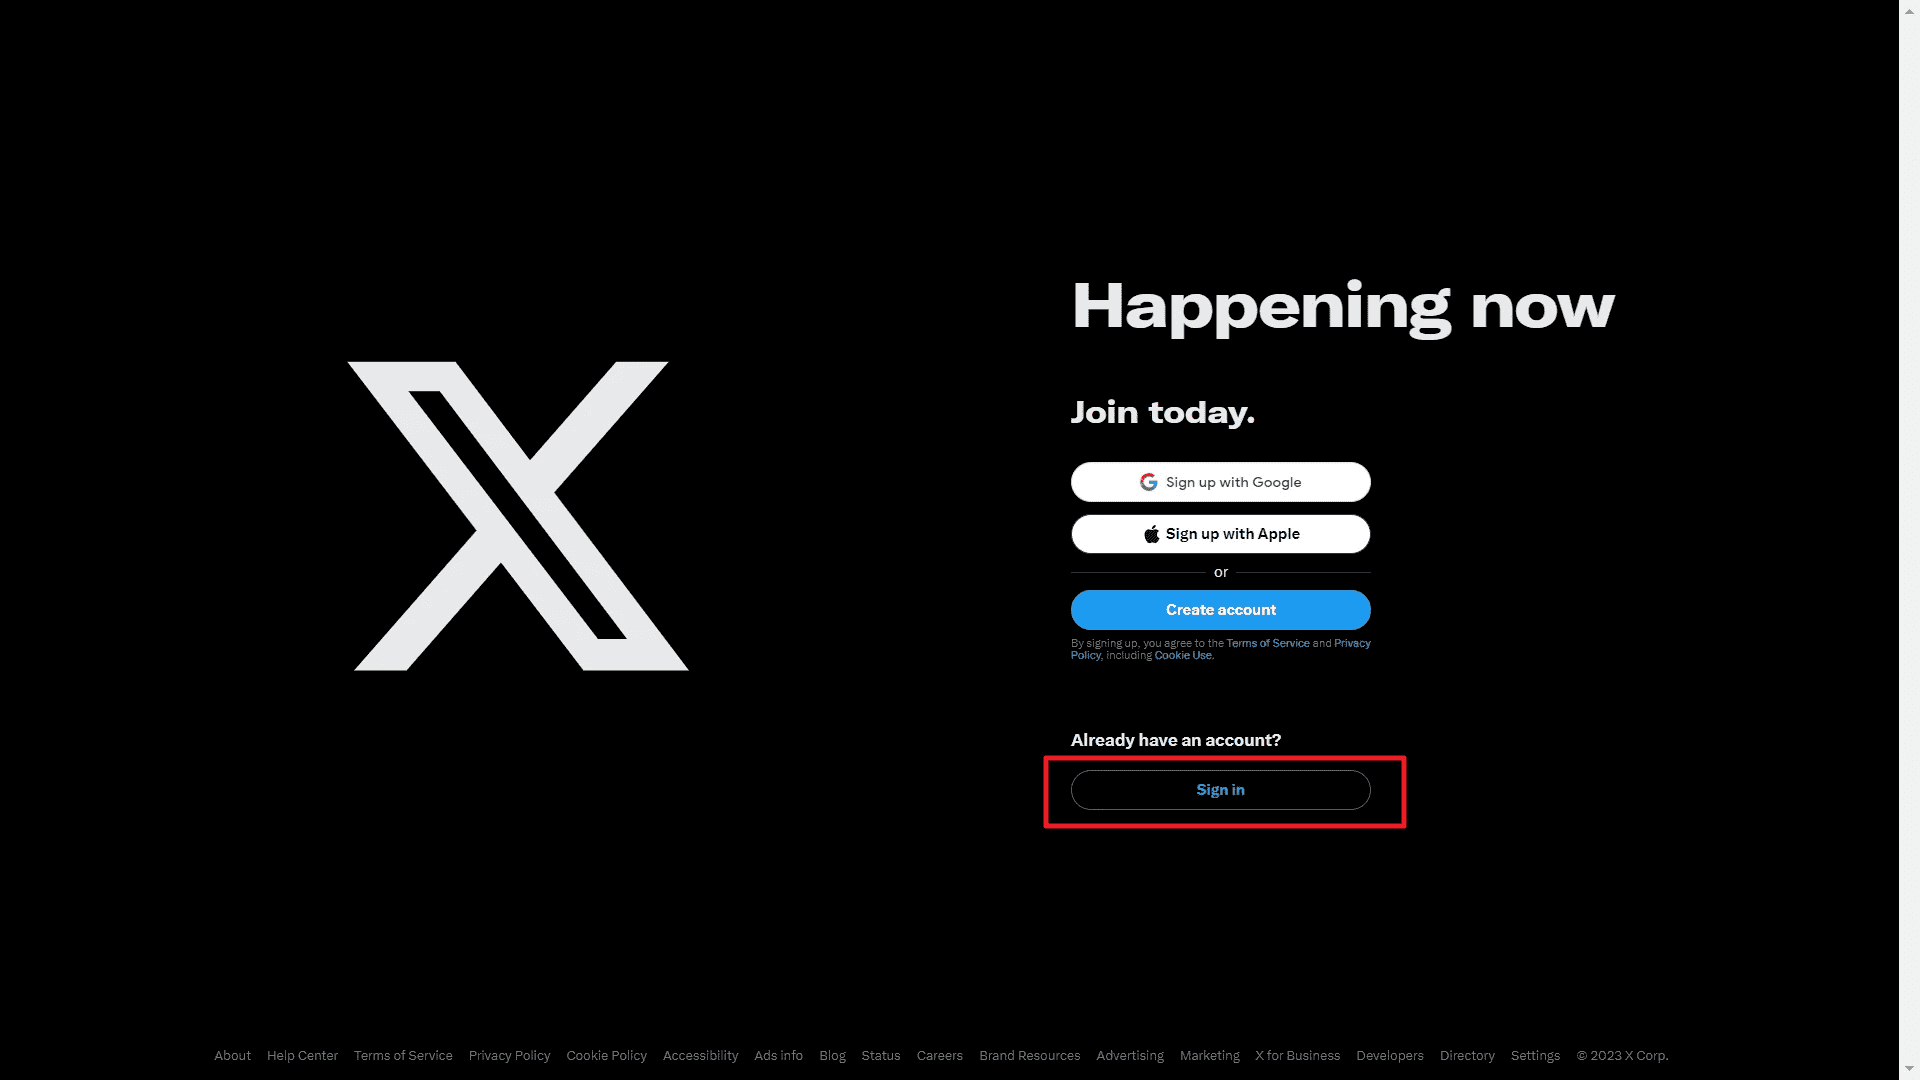 Happening now
Join today.
Sign up with Google
Sign up with Apple
or
Create account
By signing up, you agree to the Terms of Service and Privacy
Policy, including Cookie Use.
Already have an account?
Sign in
About Help Center Terms of Service Privacy Policy Cookie Policy Accessibility Ads info Blog Status Careers Brand Resources Advertising Marketing X for Business Developers Directory Settings © 2023 X Corp.